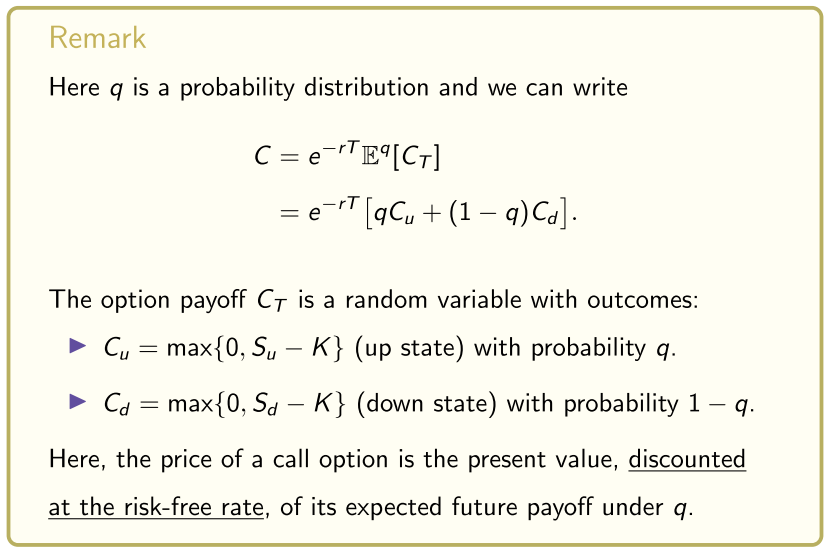 Remark
Here q is a probability distribution and we can write
C = e^{-rT} 𝔼^q[C_T]
= e^{-rT} [qC_u + (1 − q)C_d].
The option payoff C_T is a random variable with outcomes:
▶ C_u = max{0, S_u − K} (up state) with probability q.
▶ C_d = max{0, S_d − K} (down state) with probability 1 − q.
Here, the price of a call option is the present value, discounted
at the risk-free rate, of its expected future payoff under q.